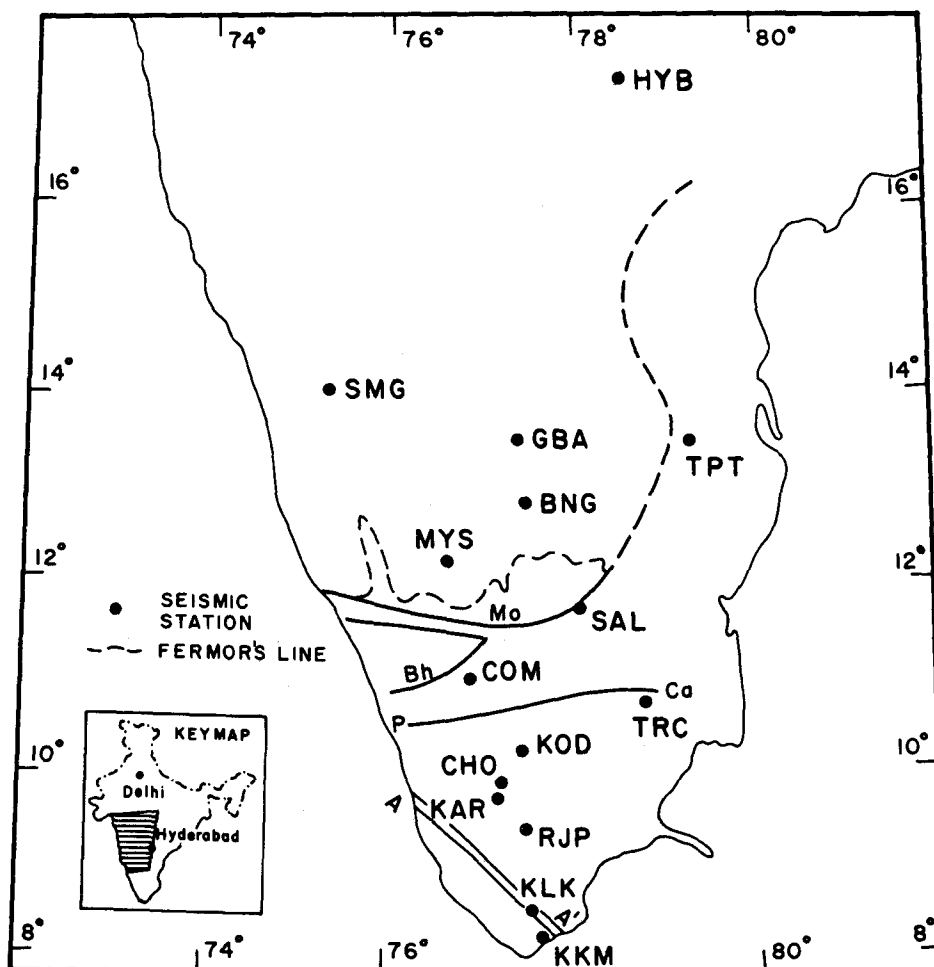 74° 76° 78° 80°
HYB
16° 16°
14° SMG 14°
GBA
TPT
BNG
MYS
12° 12°
SEISMIC
STATION
Mo
SAL
FERMOR'S LINE
Bh COM
Ca
P
TRC
KEYMAP
KOD
10° 10°
CHO
Delhi
A KAR
Hyderabad
RJP
KLK
A'
8° 8°
KKM
74° 76° 78° 80°